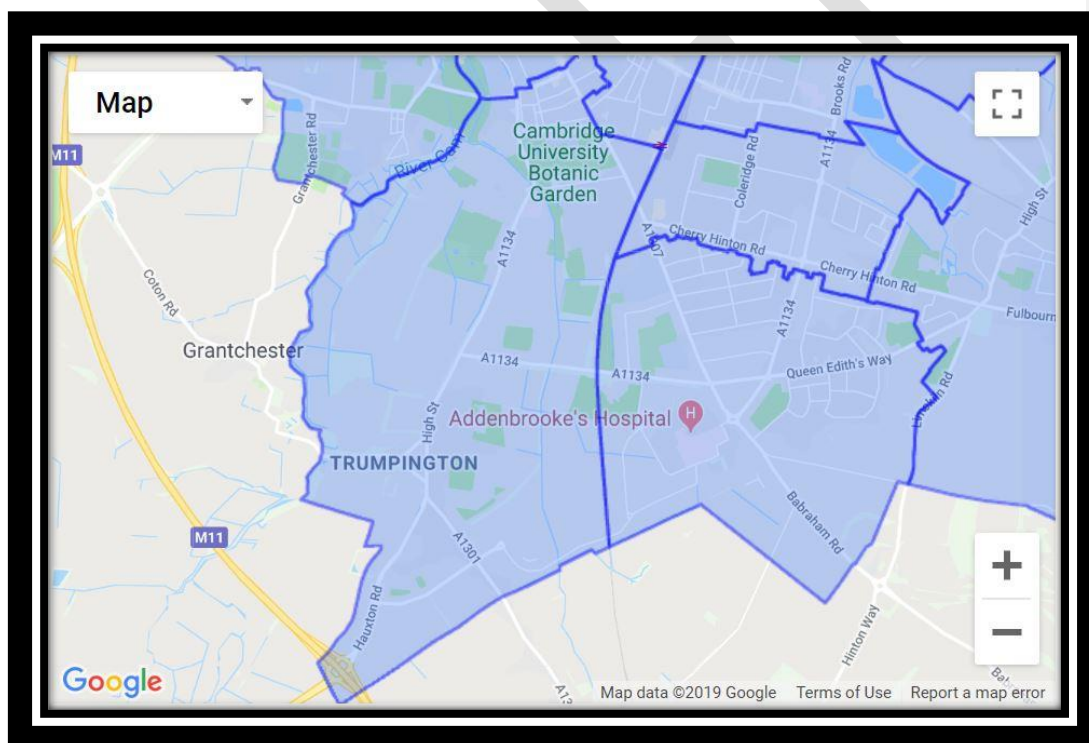 Map
M11
Grantchester Rd
River Cam
Cambridge
University
Botanic
Garden
Brooks Rd
A1134
Coleridge Rd
High St
A1134
A1307
Cherry Hinton Rd
Cherry Hinton Rd
Coton Rd
Fulbourn
Grantchester
A1134
A1134
A1134
Queen Edith's Way
High St
Addenbrooke's Hospital
H
TRUMPINGTON
M11
A1301
Babraham Rd
Hauxton Rd
Hinton Way
+
−
Google
Map data ©2019 Google Terms of Use Report a map error